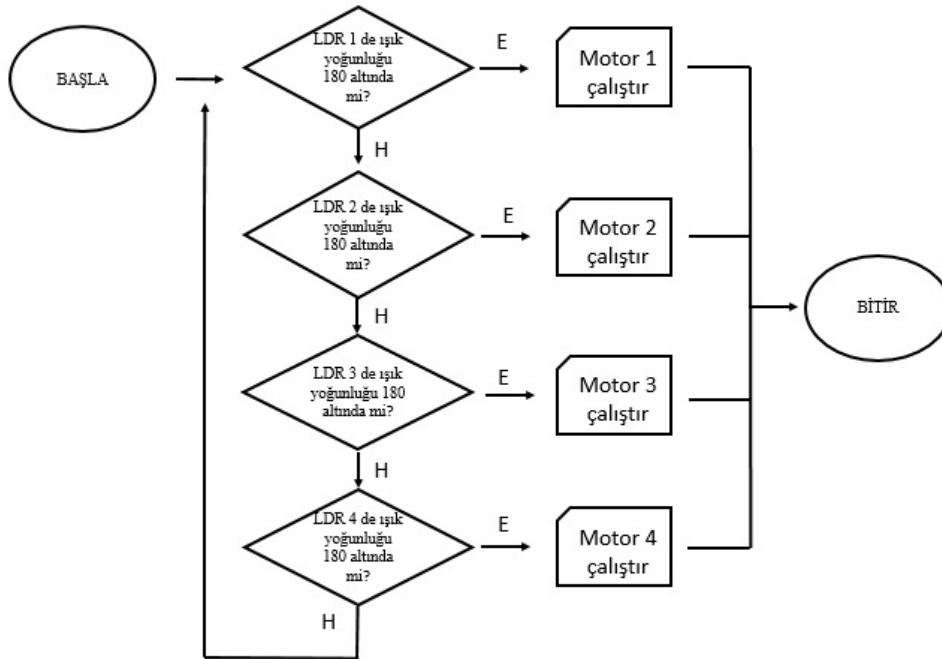 BAŞLA
LDR 1 de ışık
yoğunluğu
180 altında
mi?
E
Motor 1
çalıştır
H
LDR 2 de ışık
yoğunluğu
180 altında
mi?
E
Motor 2
çalıştır
H
LDR 3 de ışık
yoğunluğu 180
altında mi?
E
Motor 3
çalıştır
H
LDR 4 de ışık
yoğunluğu
180 altında
mi?
E
Motor 4
çalıştır
H
BİTİR